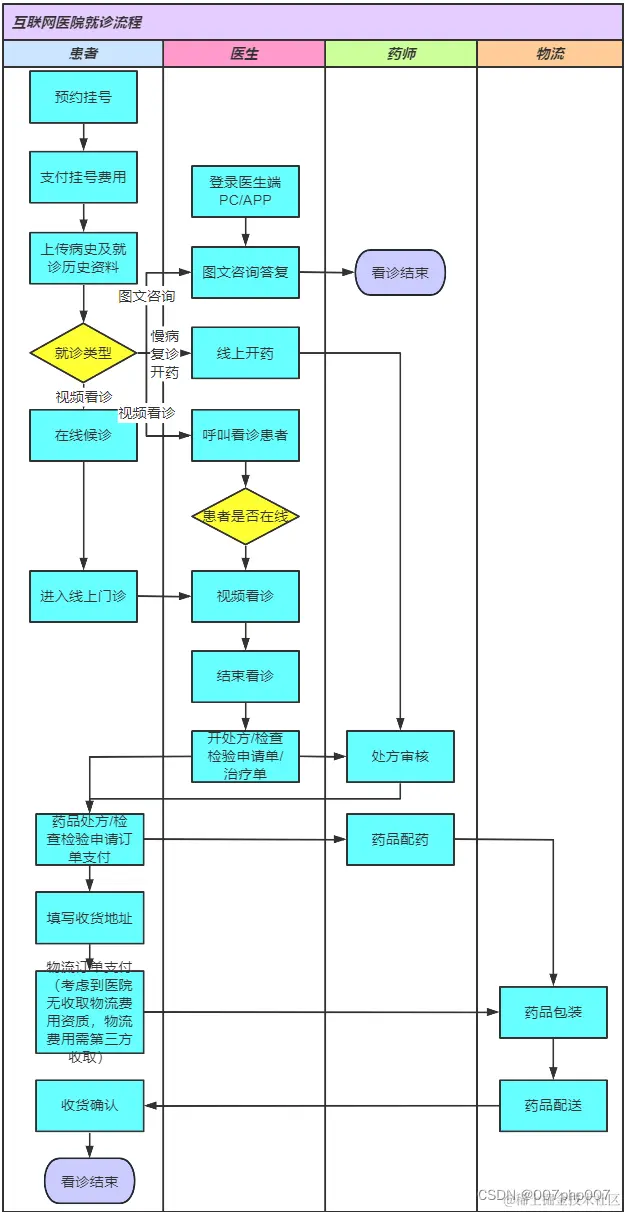 互联网医院就诊流程
患者
医生
药师
物流
预约挂号
支付挂号费用
登录医生端
PC/APP
上传病史及就
诊历史资料
图文咨询答复
看诊结束
图文咨询
就诊类型
慢病
复诊
开药
线上开药
视频看诊
视频看诊
在线候诊
呼叫看诊患者
患者是否在线
进入线上门诊
视频看诊
结束看诊
开处方/检查
检验申请单/
治疗单
处方审核
药品处方/检
查检验申请订
单支付
药品配药
填写收货地址
物流订单支付
（考虑到医院
无收取物流费
用资质，物流
费用需第三方
收取）
药品包装
收货确认
药品配送
看诊结束
CSDN @007php007
@稀土掘金技术社区